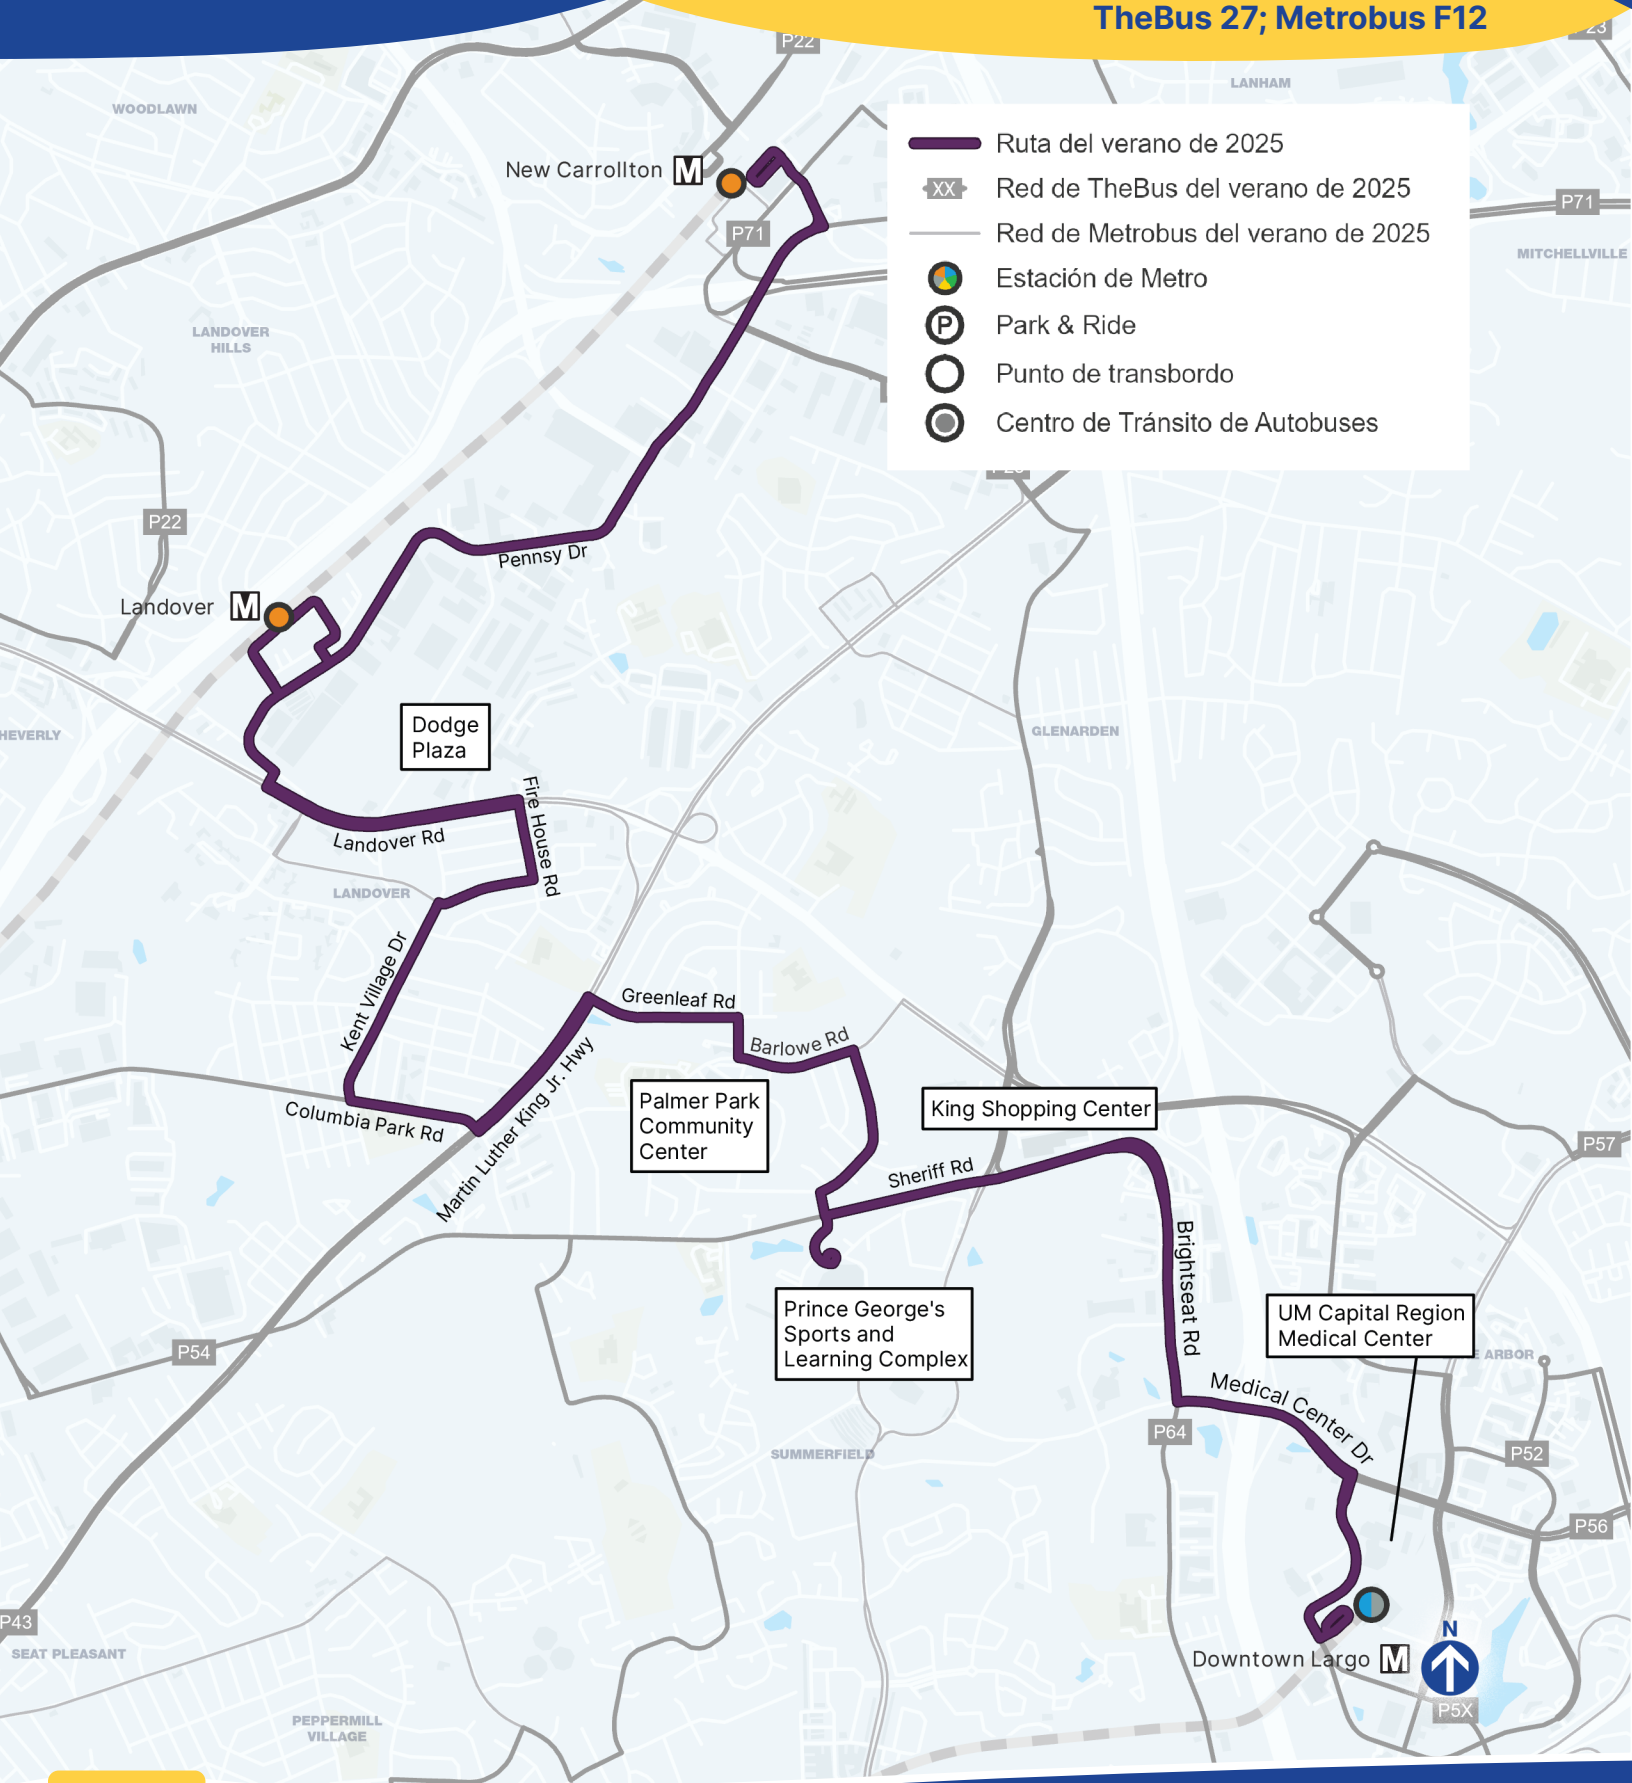 TheBus 27; Metrobus F12
P22
LANHAM
WOODLAWN
Ruta del verano de 2025
XX Red de TheBus del verano de 2025
Red de Metrobus del verano de 2025
Estación de Metro
P Park & Ride
Punto de transbordo
Centro de Tránsito de Autobuses
New Carrollton M
P71
P71
MITCHELLVILLE
LANDOVER
HILLS
P22
Pennsy Dr
Landover M
Dodge
Plaza
GLENARDEN
Fire House Rd
Landover Rd
LANDOVER
Kent Village Dr
Greenleaf Rd
Barlowe Rd
Columbia Park Rd
Martin Luther King Jr. Hwy
Palmer Park
Community
Center
King Shopping Center
P57
Sheriff Rd
Brightseat Rd
Prince George's
Sports and
Learning Complex
UM Capital Region
Medical Center
ARBOR
P54
Medical Center Dr
P64
SUMMERFIELD
P52
P56
P43
SEAT PLEASANT
Downtown Largo M
N
P5X
PEPPERMILL
VILLAGE